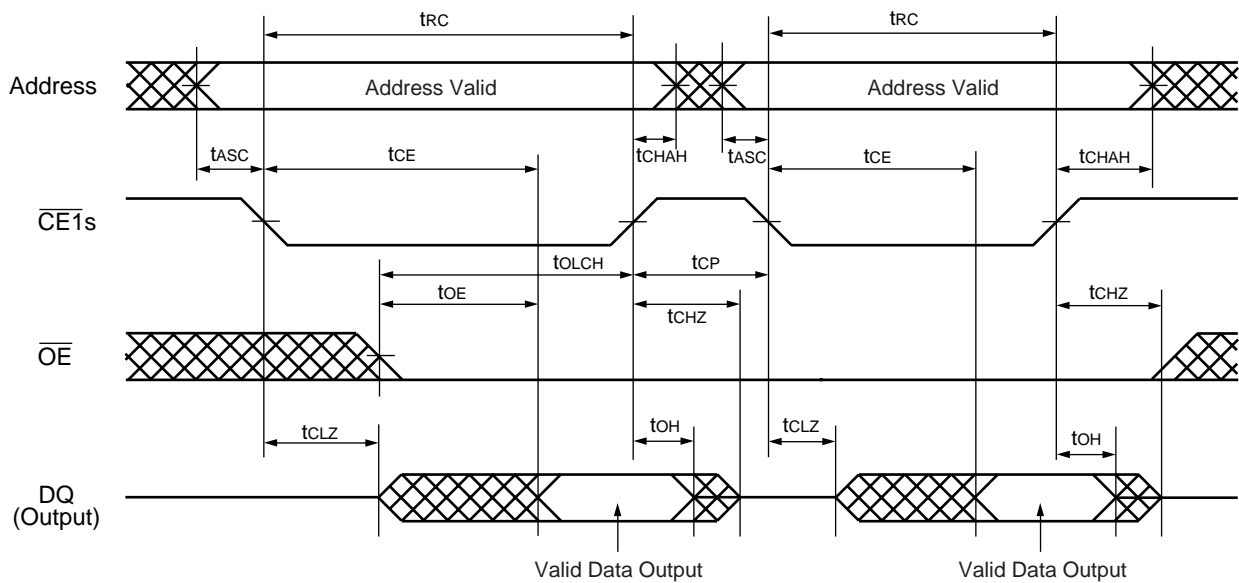 tRC tRC
Address Address Valid Address Valid
tASC tCE tCHAH tASC tCE tCHAH
CE1s
tOLCH tCP
tOE tCHZ tCHZ
OE
tCLZ tOH tCLZ tOH
DQ
(Output)
Valid Data Output Valid Data Output